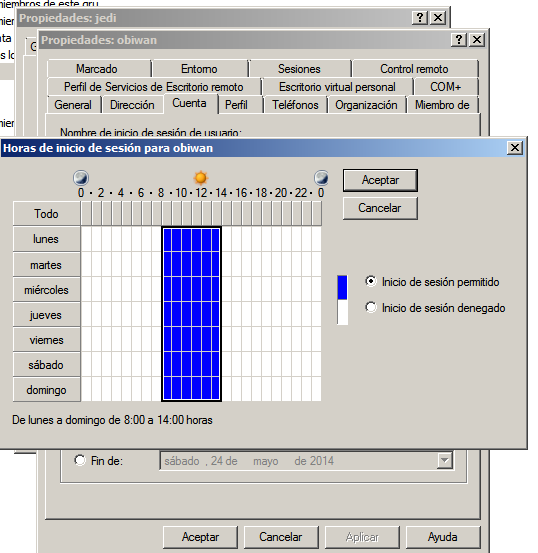 miembros de este gru
Propiedades: jedi
Propiedades: obiwan
Marcado Entorno Sesiones Control remoto
Perfil de Servicios de Escritorio remoto Escritorio virtual personal COM+
General Dirección Cuenta Perfil Teléfonos Organización Miembro de
Nombre de inicio de sesión de usuario:
Horas de inicio de sesión para obiwan
0 · 2 · 4 · 6 · 8 · 10 · 12 · 14 · 16 · 18 · 20 · 22 · 0
Aceptar
Cancelar
Todo
lunes
martes
miércoles
jueves
viernes
sábado
domingo
Inicio de sesión permitido
Inicio de sesión denegado
De lunes a domingo de 8:00 a 14:00 horas
Fin de: sábado , 24 de mayo de 2014
Aceptar Cancelar Aplicar Ayuda